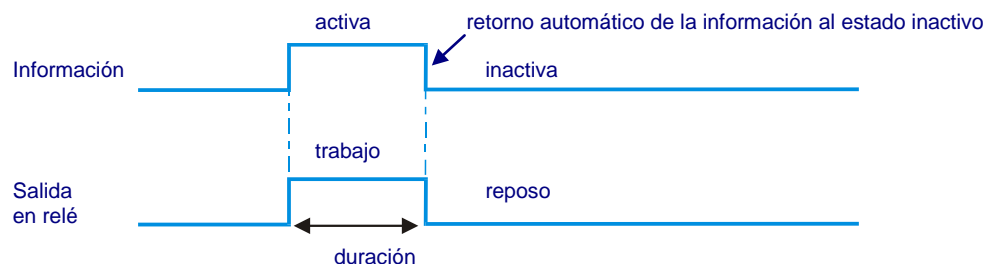 activa
retorno automático de la información al estado inactivo
Información
inactiva
trabajo
Salida
en relé
reposo
duración